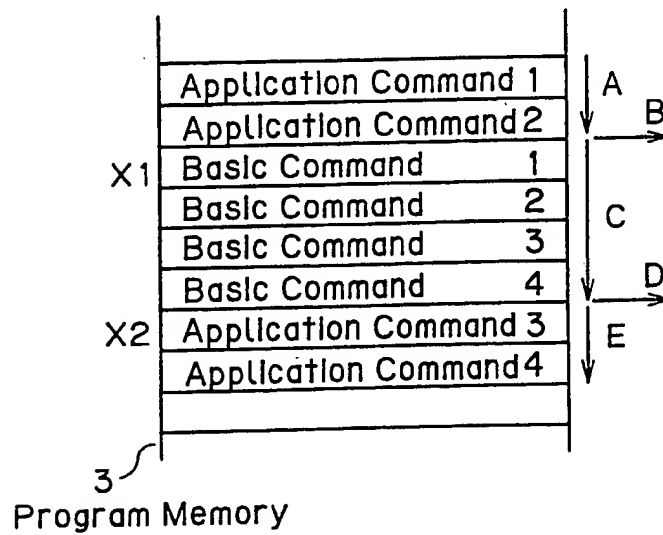 Application Command 1
A
Application Command 2
B
X1
Basic Command 1
Basic Command 2
C
Basic Command 3
Basic Command 4
D
X2
Application Command 3
E
Application Command 4
3
Program Memory